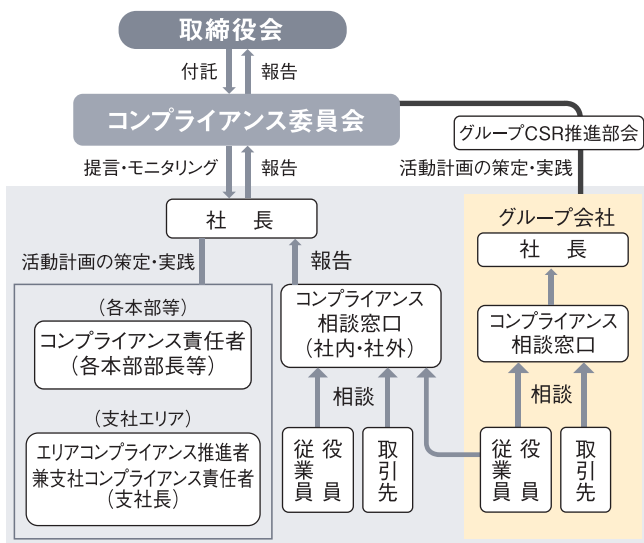 取締役会
付託
報告
コンプライアンス委員会
グループCSR推進部会
提言・モニタリング
報告
活動計画の策定・実践
社 長
グループ会社
社 長
活動計画の策定・実践
報告
(各本部等)
コンプライアンス責任者
(各本部部長等)
コンプライアンス
相談窓口
(社内・社外)
コンプライアンス
相談窓口
(支社エリア)
エリアコンプライアンス推進者
兼支社コンプライアンス責任者
(支社長)
相談
相談
役員
従業員
取引先
役員
従業員
取引先